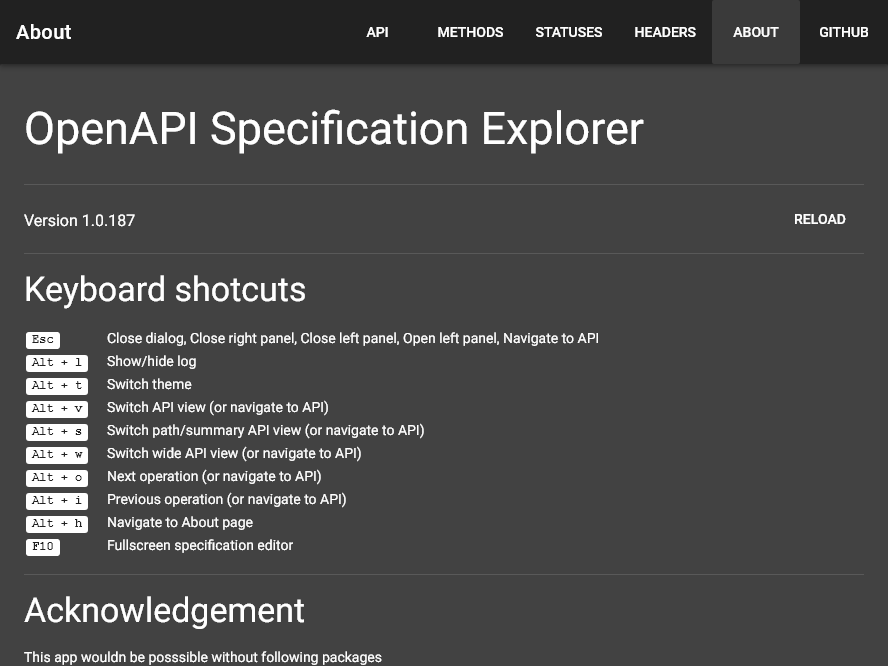 About API METHODS STATUSES HEADERS ABOUT GITHUB
OpenAPI Specification Explorer
Version 1.0.187 RELOAD
Keyboard shotcuts
Esc Close dialog, Close right panel, Close left panel, Open left panel, Navigate to API
Alt + l Show/hide log
Alt + t Switch theme
Alt + v Switch API view (or navigate to API)
Alt + s Switch path/summary API view (or navigate to API)
Alt + w Switch wide API view (or navigate to API)
Alt + o Next operation (or navigate to API)
Alt + i Previous operation (or navigate to API)
Alt + h Navigate to About page
F10 Fullscreen specification editor
Acknowledgement
This app wouldn be posssible without following packages